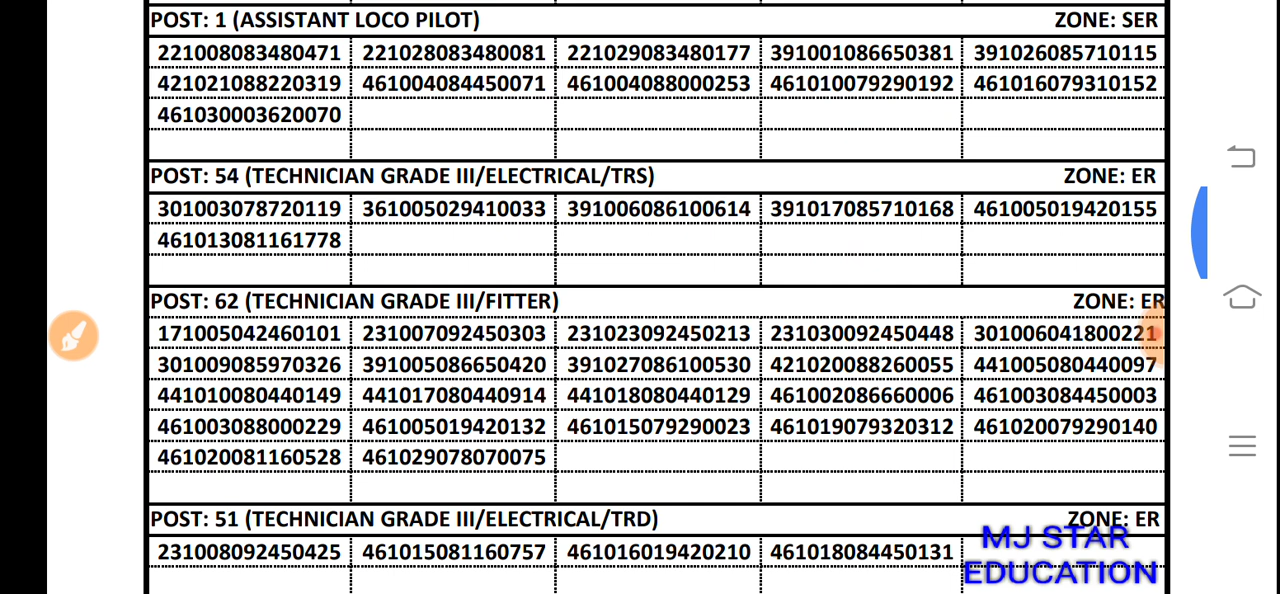 POST: 1 (ASSISTANT LOCO PILOT) ZONE: SER
221008083480471 221028083480081 221029083480177 391001086650381 391026085710115
421021088220319 461004084450071 461004088000253 461010079290192 461016079310152
461030003620070
POST: 54 (TECHNICIAN GRADE III/ELECTRICAL/TRS) ZONE: ER
301003078720119 361005029410033 391006086100614 391017085710168 461005019420155
461013081161778
POST: 62 (TECHNICIAN GRADE III/FITTER) ZONE: ER
171005042460101 231007092450303 231023092450213 231030092450448 301006041800221
301009085970326 391005086650420 391027086100530 421020088260055 441005080440097
441010080440149 441017080440914 441018080440129 461002086660006 461003084450003
461003088000229 461005019420132 461015079290023 461019079320312 461020079290140
461020081160528 461029078070075
POST: 51 (TECHNICIAN GRADE III/ELECTRICAL/TRD) ZONE: ER
231008092450425 461015081160757 461016019420210 461018084450131
MJ STAR
EDUCATION